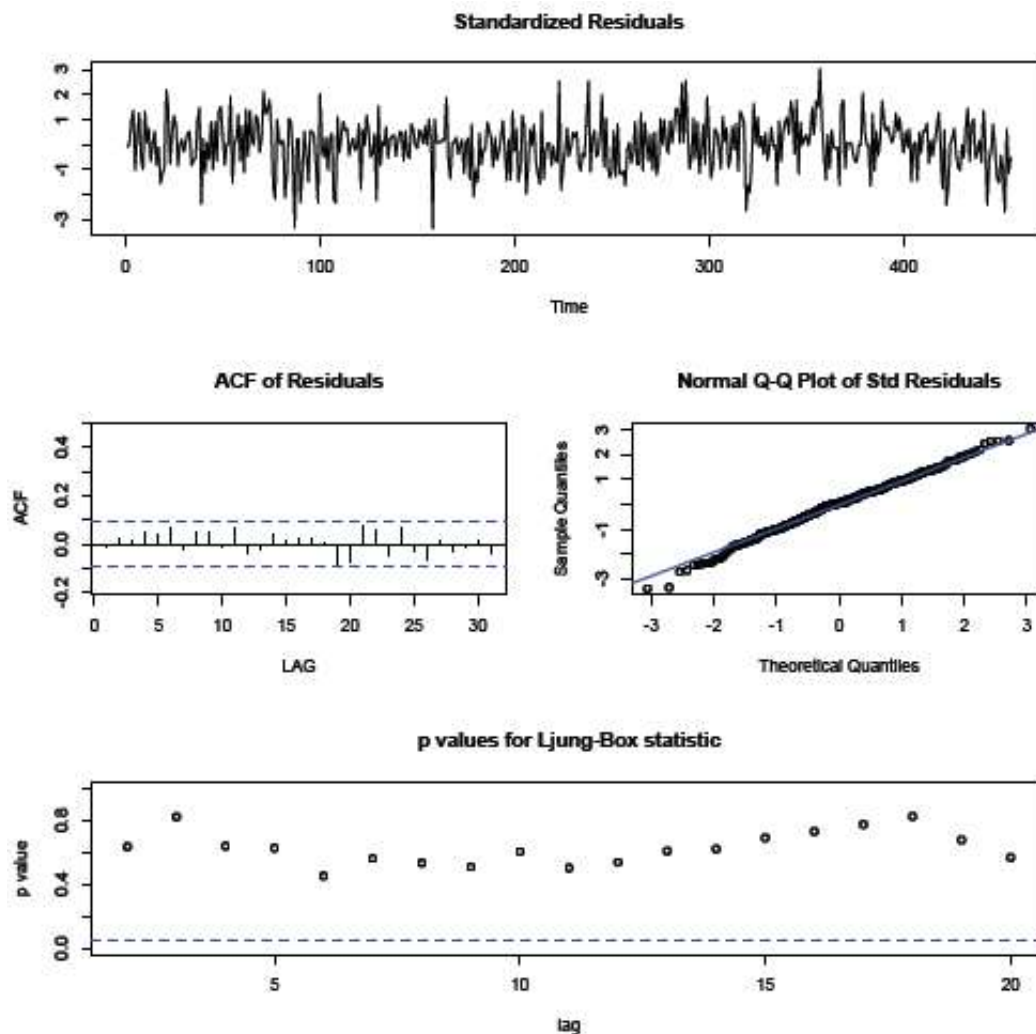 Standardized Residuals
3
2
1
-1
-3
0 100 200 300 400
Time
ACF of Residuals
ACF
0.4
0.2
0.0
-0.2
0 5 10 15 20 25 30
LAG
Normal Q-Q Plot of Std Residuals
Sample Quantiles
3
2
1
-1
-3
-3 -2 -1 0 1 2 3
Theoretical Quantiles
p values for Ljung-Box statistic
p value
0.8
0.4
0.0
5 10 15 20
lag